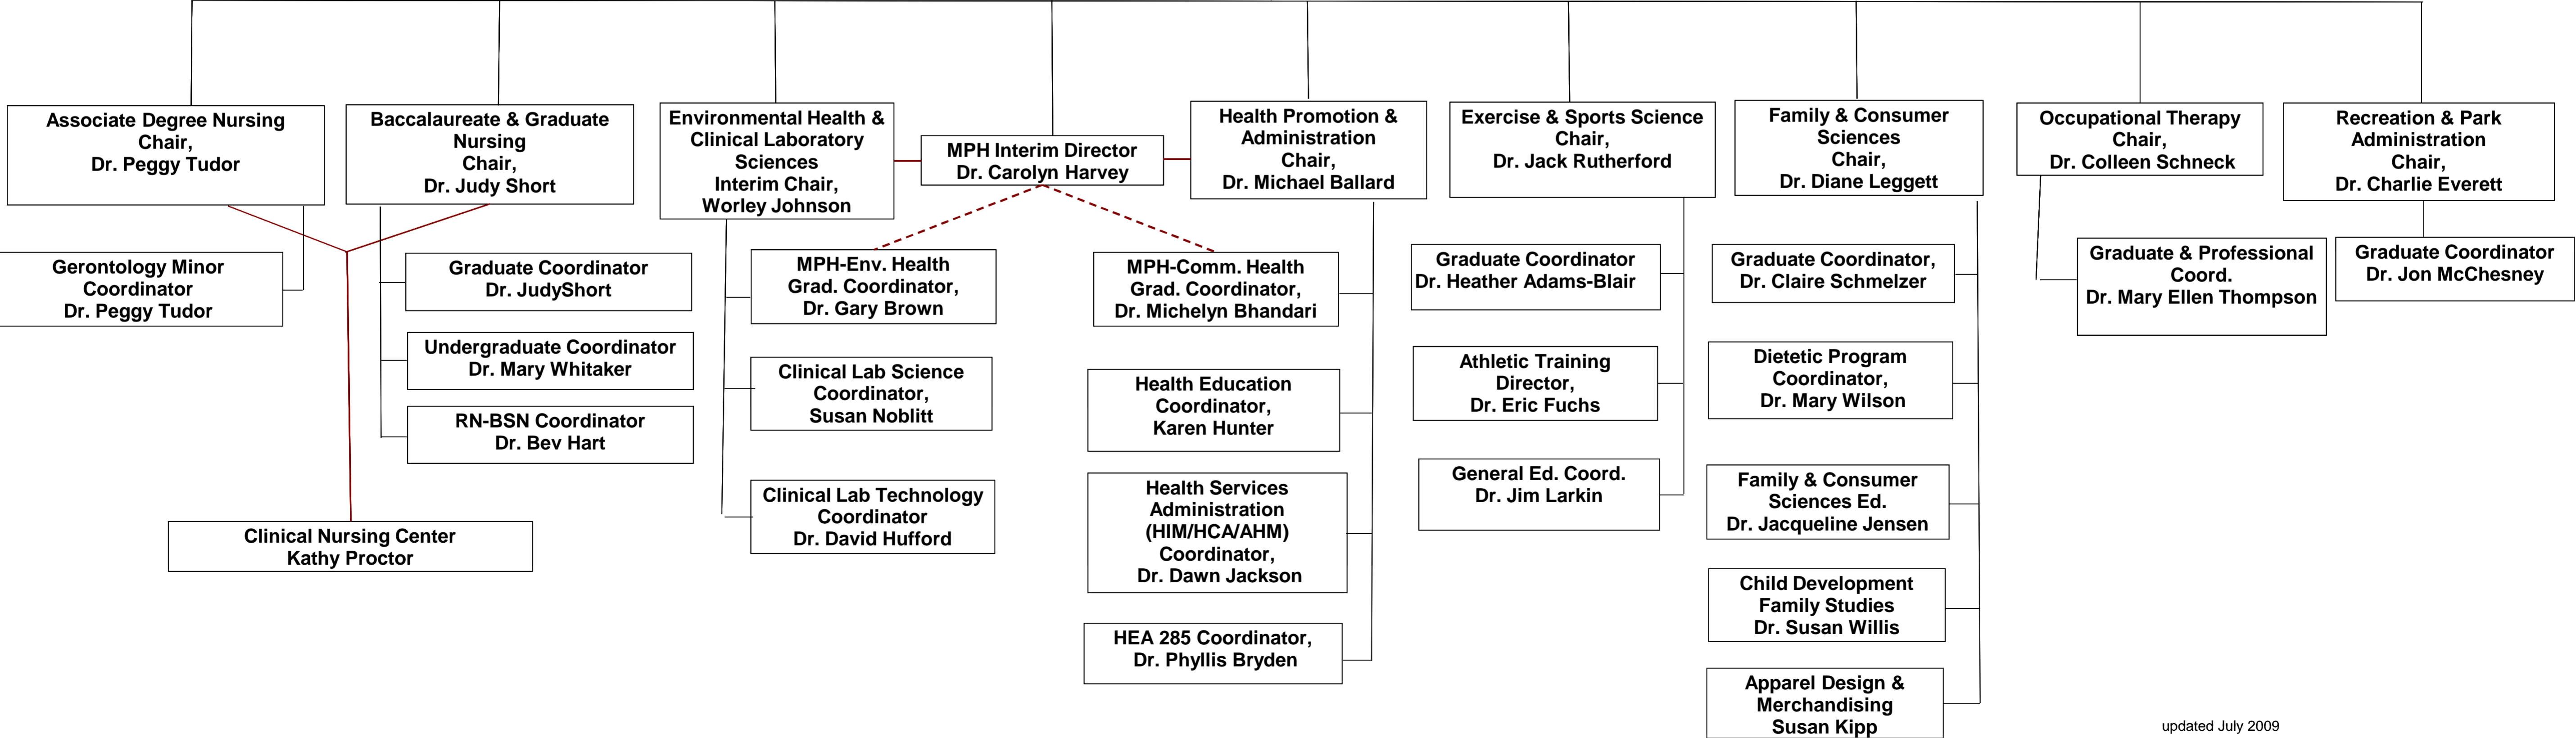 Associate Degree Nursing
Chair,
Dr. Peggy Tudor
Baccalaureate & Graduate
Nursing
Chair,
Dr. Judy Short
Environmental Health &
Clinical Laboratory
Sciences
Interim Chair,
Worley Johnson
MPH Interim Director
Dr. Carolyn Harvey
Health Promotion &
Administration
Chair,
Dr. Michael Ballard
Exercise & Sports Science
Chair,
Dr. Jack Rutherford
Family & Consumer
Sciences
Chair,
Dr. Diane Leggett
Occupational Therapy
Chair,
Dr. Colleen Schneck
Recreation & Park
Administration
Chair,
Dr. Charlie Everett
Gerontology Minor
Coordinator
Dr. Peggy Tudor
Graduate Coordinator
Dr. JudyShort
Undergraduate Coordinator
Dr. Mary Whitaker
RN-BSN Coordinator
Dr. Bev Hart
Clinical Nursing Center
Kathy Proctor
MPH-Env. Health
Grad. Coordinator,
Dr. Gary Brown
Clinical Lab Science
Coordinator,
Susan Noblitt
Clinical Lab Technology
Coordinator
Dr. David Hufford
MPH-Comm. Health
Grad. Coordinator,
Dr. Michelyn Bhandari
Health Education
Coordinator,
Karen Hunter
Health Services
Administration
(HIM/HCA/AHM)
Coordinator,
Dr. Dawn Jackson
HEA 285 Coordinator,
Dr. Phyllis Bryden
Graduate Coordinator
Dr. Heather Adams-Blair
Athletic Training
Director,
Dr. Eric Fuchs
General Ed. Coord.
Dr. Jim Larkin
Graduate Coordinator,
Dr. Claire Schmelzer
Dietetic Program
Coordinator,
Dr. Mary Wilson
Family & Consumer
Sciences Ed.
Dr. Jacqueline Jensen
Child Development
Family Studies
Dr. Susan Willis
Apparel Design &
Merchandising
Susan Kipp
Graduate & Professional
Coord.
Dr. Mary Ellen Thompson
Graduate Coordinator
Dr. Jon McChesney
updated July 2009